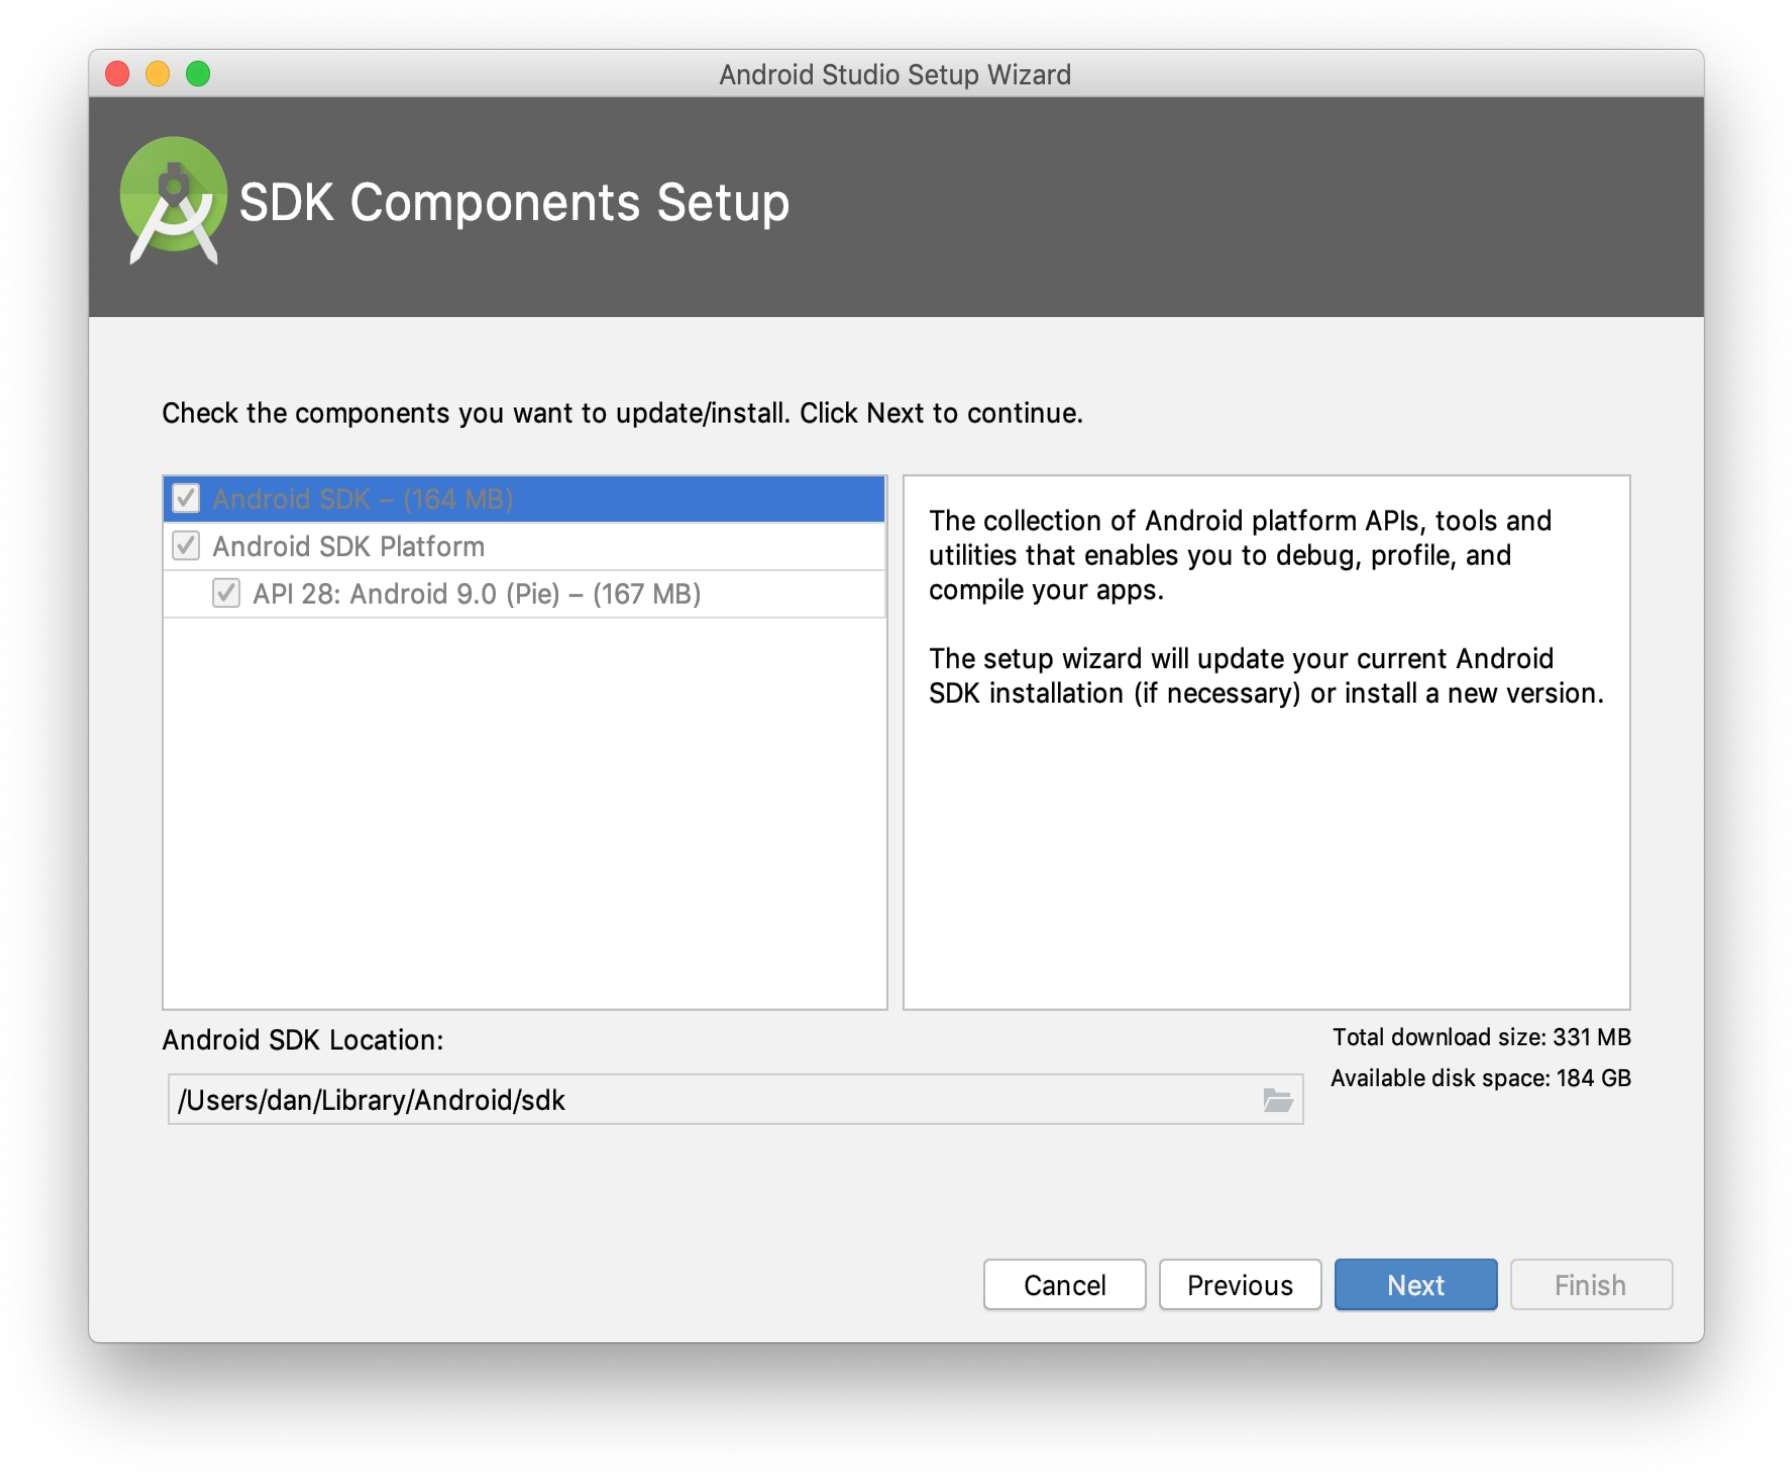 Android Studio Setup Wizard
SDK Components Setup
Check the components you want to update/install. Click Next to continue.
Android SDK – (164 MB)
Android SDK Platform
API 28: Android 9.0 (Pie) – (167 MB)
The collection of Android platform APIs, tools and
utilities that enables you to debug, profile, and
compile your apps.
The setup wizard will update your current Android
SDK installation (if necessary) or install a new version.
Android SDK Location:
/Users/dan/Library/Android/sdk
Total download size: 331 MB
Available disk space: 184 GB
Cancel
Previous
Next
Finish